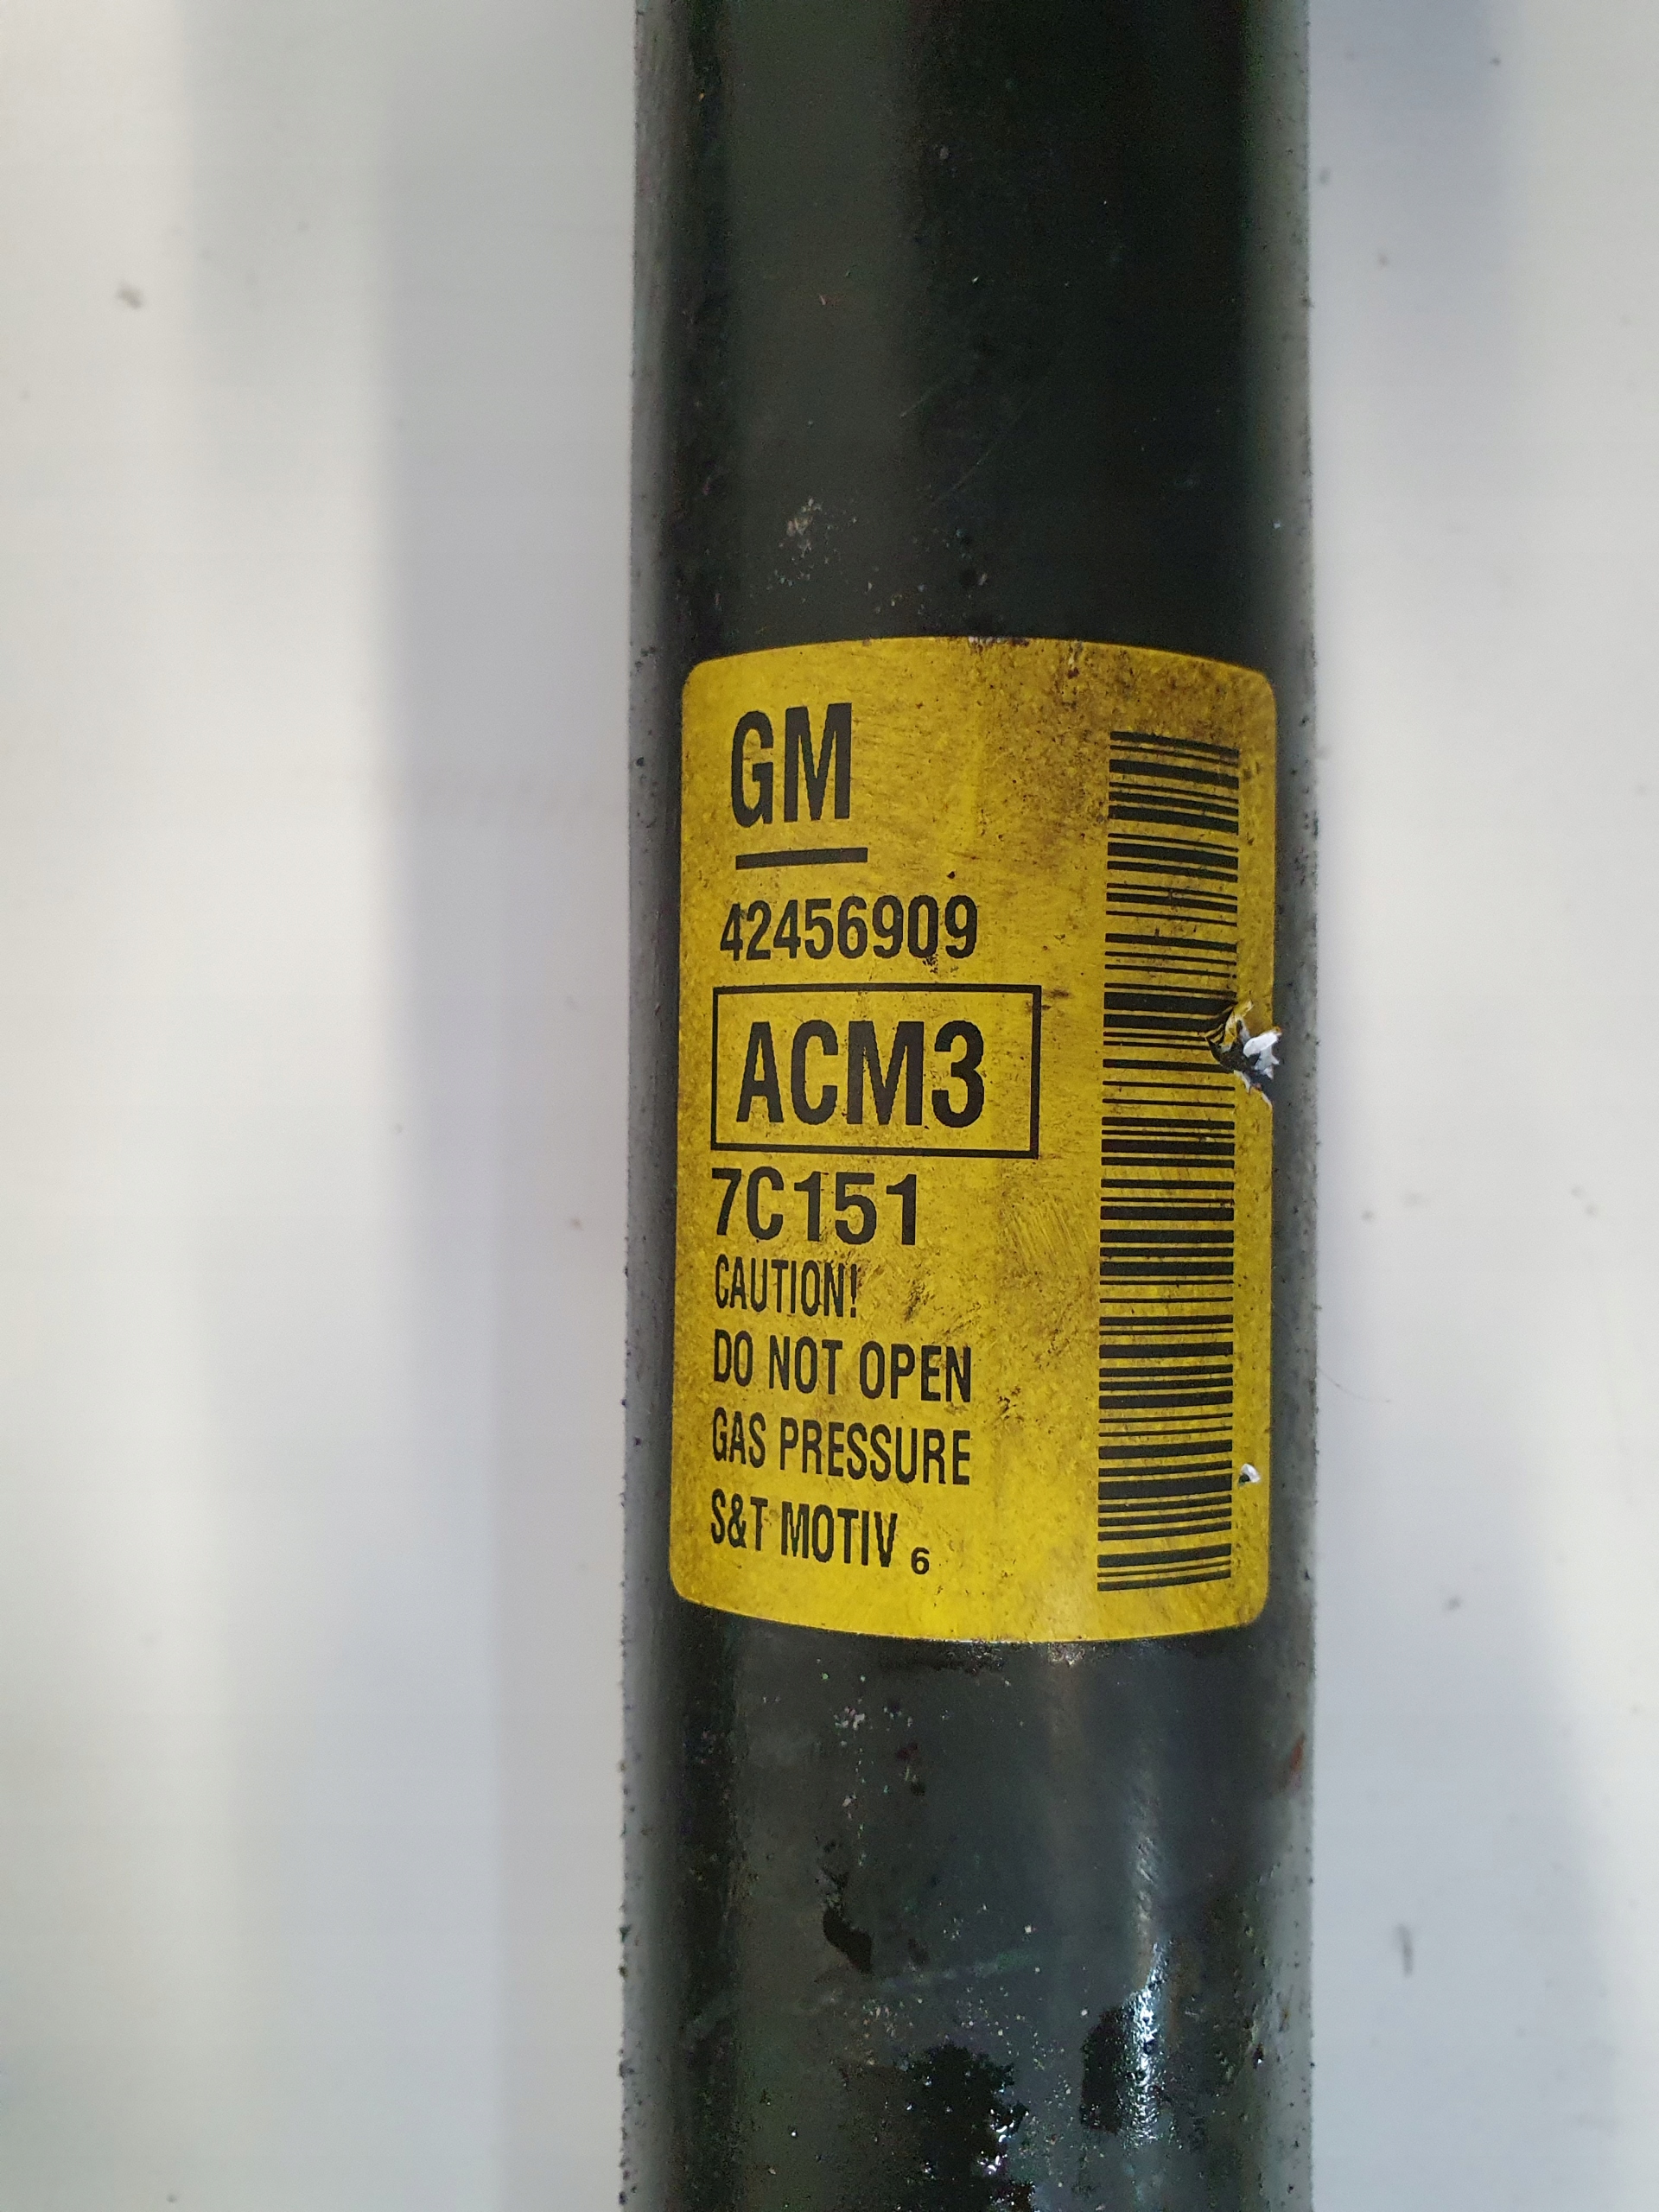 GM
42456909
ACM3
7C151
CAUTION!
DO NOT OPEN
GAS PRESSURE
S&T MOTIV 6